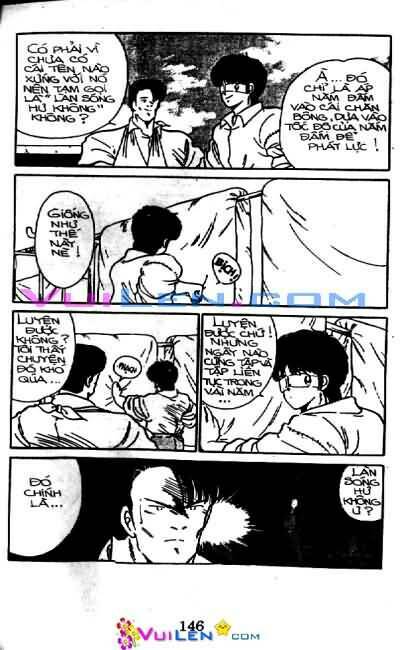 CÓ PHẢI VÌ
CHƯA CÓ
CÁI TÊN NÀO
XỨNG VỚI NÓ
NÊN TẠM GỌI
LÀ "LÀN SÓNG
HƯ KHÔNG"
KHÔNG?
À... ĐÓ
CHỈ LÀ ÁP
NẮM ĐẤM
VÀO CÁI CHĂN
BÔNG, DỰA VÀO
TỐC ĐỘ CỦA NẮM
ĐẤM ĐỂ
PHÁT LỰC!
GIỐNG
NHƯ
THẾ
NÀY
NÈ!
BỊCH!
VUILEN.COM
LUYỆN
ĐƯỢC
KHÔNG?
TÔI THẤY
CHUYỆN
ĐÓ KHÓ
QUÁ...
PHẠCH
LUYỆN
ĐƯỢC CHỨ!
NHƯNG
NGÀY NÀO
CŨNG TẬP VÀ
TẬP LIÊN
TỤC TRONG
VÀI NĂM...
ĐÓ
CHÍNH
LÀ...
LÀN
SÓNG
HƯ
KHÔNG
Ư?
146
VUILEN.COM